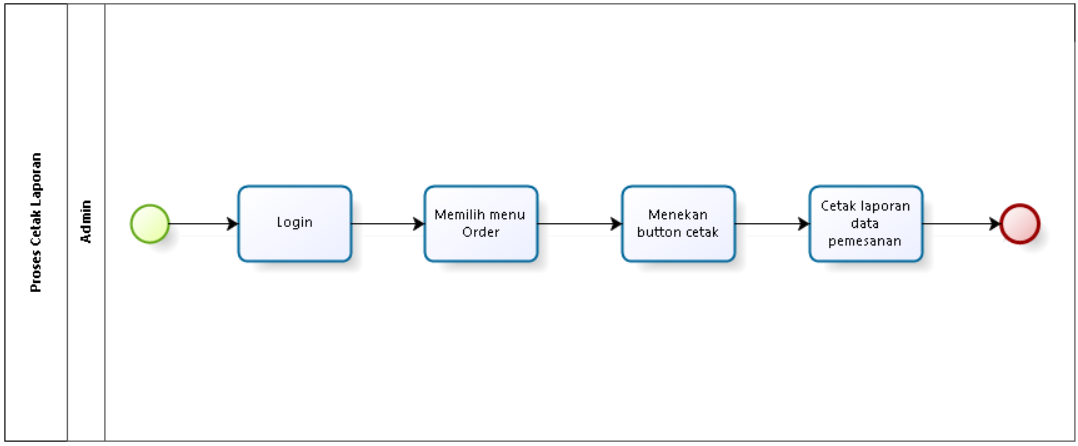 Proses Cetak Laporan
Admin
Login
Memilih menu
Order
Menekan
button cetak
Cetak laporan
data
pemesanan